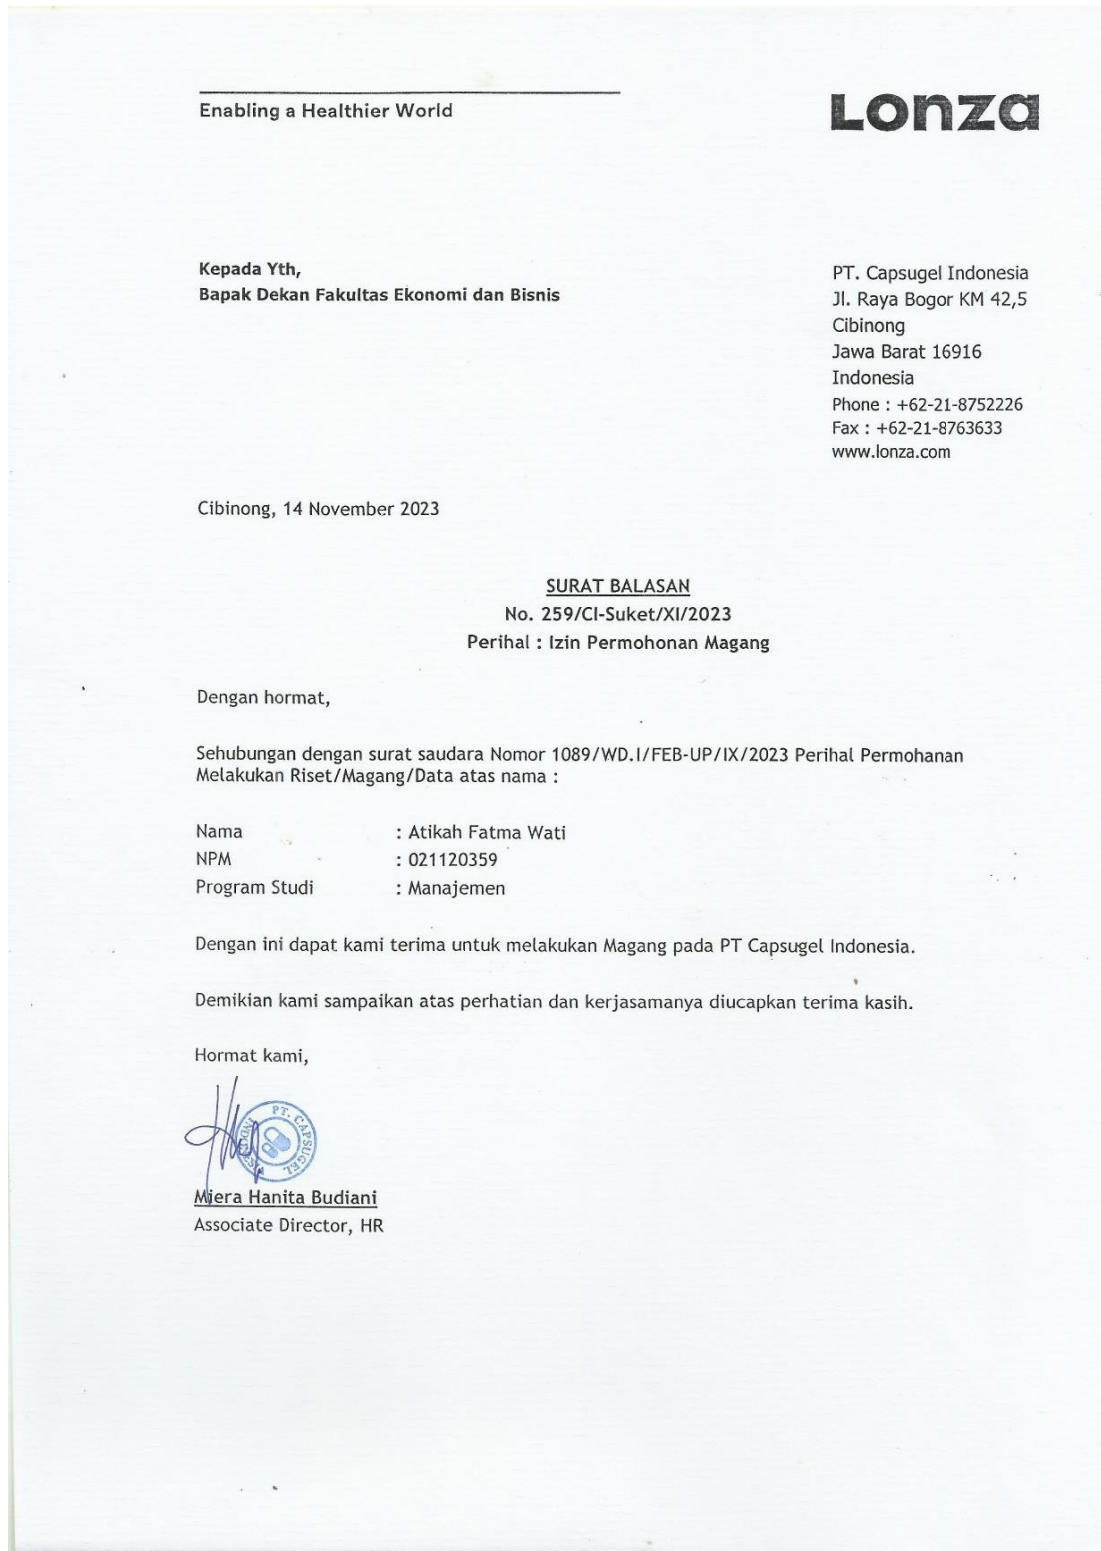 Enabling a Healthier World
Lonza
Kepada Yth,
Bapak Dekan Fakultas Ekonomi dan Bisnis
PT. Capsugel Indonesia
Jl. Raya Bogor KM 42,5
Cibinong
Jawa Barat 16916
Indonesia
Phone : +62-21-8752226
Fax : +62-21-8763633
www.lonza.com
Cibinong, 14 November 2023
SURAT BALASAN
No. 259/CI-Suket/XI/2023
Perihal : Izin Permohonan Magang
Dengan hormat,
Sehubungan dengan surat saudara Nomor 1089/WD.I/FEB-UP/IX/2023 Perihal Permohanan
Melakukan Riset/Magang/Data atas nama :
Nama : Atikah Fatma Wati
NPM : 021120359
Program Studi : Manajemen
Dengan ini dapat kami terima untuk melakukan Magang pada PT Capsugel Indonesia.
Demikian kami sampaikan atas perhatian dan kerjasamanya diucapkan terima kasih.
Hormat kami,
PT. CAPSUGEL
Miera Hanita Budiani
Associate Director, HR